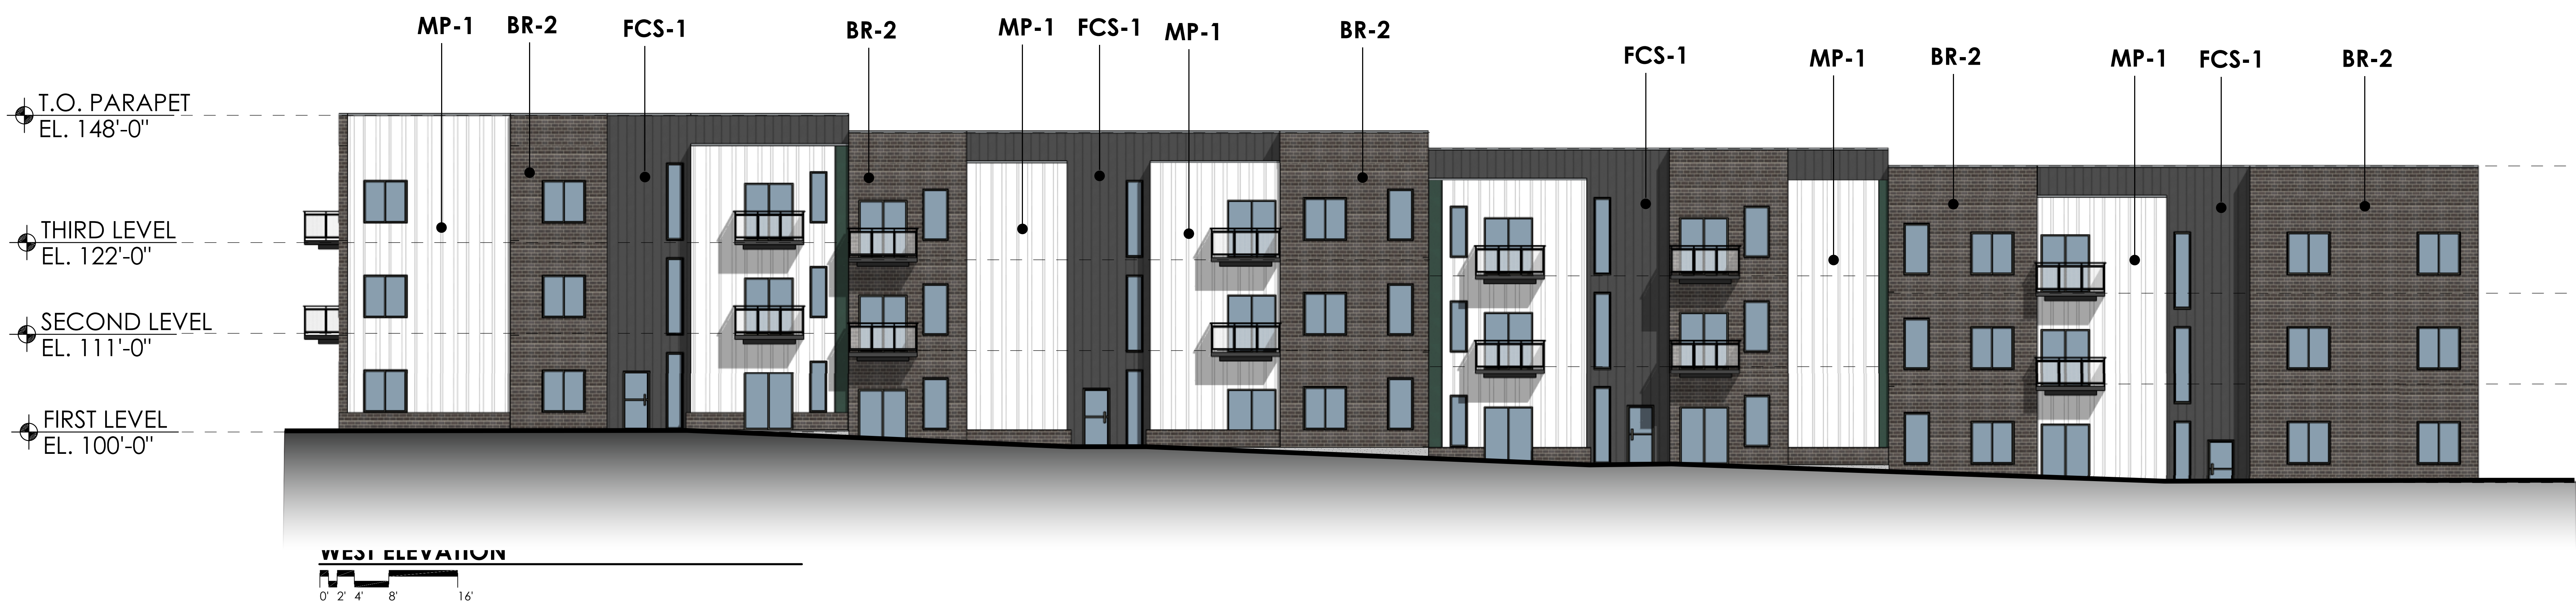 MP-1 BR-2 FCS-1 BR-2 MP-1 FCS-1 MP-1 BR-2 FCS-1 MP-1 BR-2 MP-1 FCS-1 BR-2
T.O. PARAPET
EL. 148'-0"
THIRD LEVEL
EL. 122'-0"
SECOND LEVEL
EL. 111'-0"
FIRST LEVEL
EL. 100'-0"
WEST ELEVATION
0' 2' 4' 8' 16'